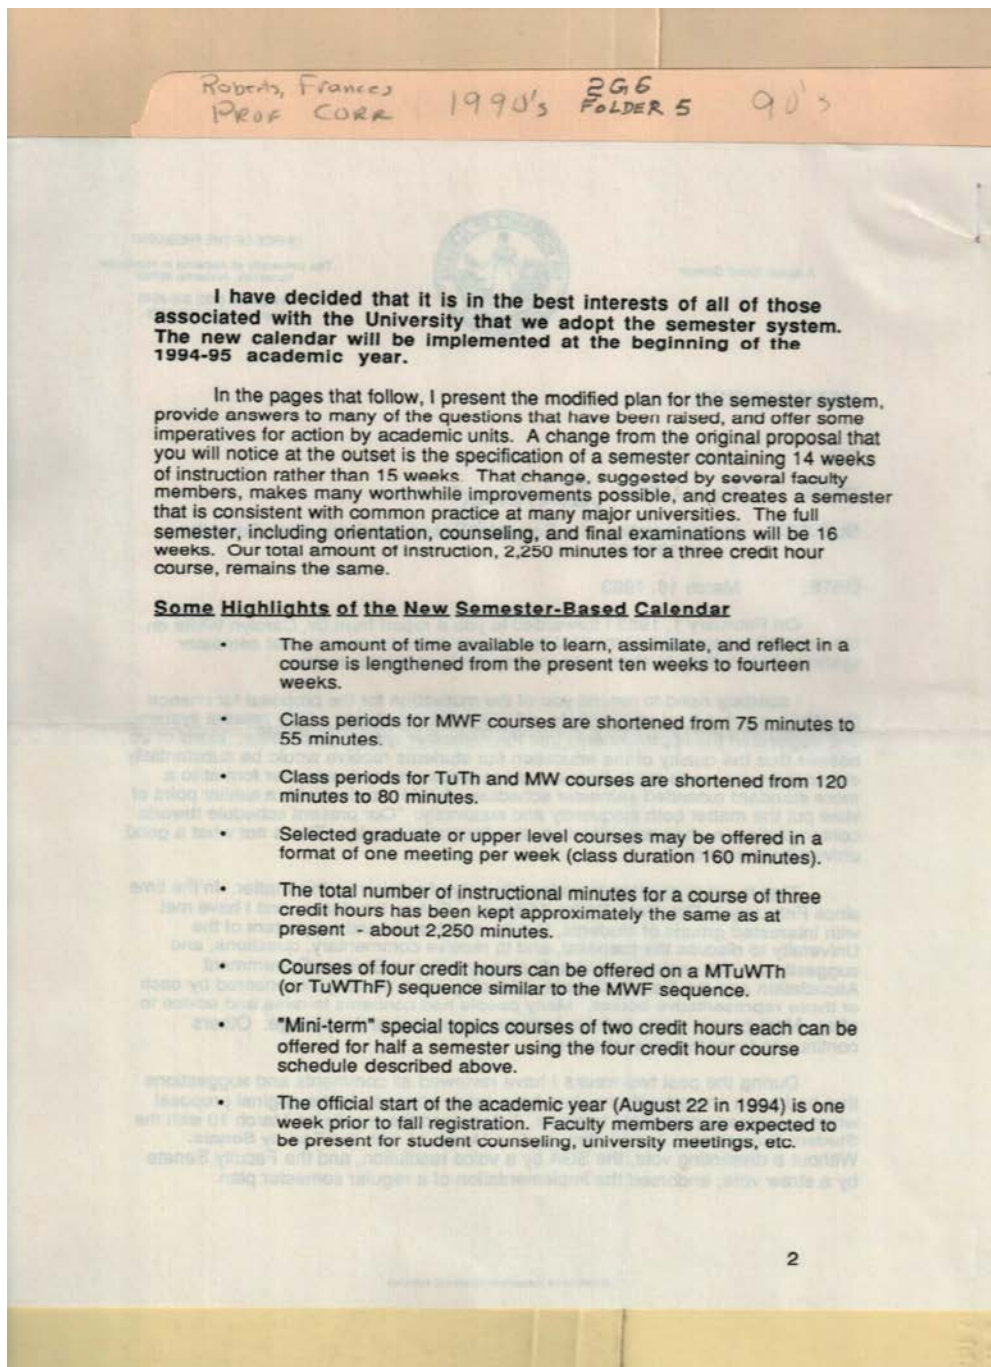 Roberts, Frances 1990's 2G6 90's
PROF CORR FOLDER 5
I have decided that it is in the best interests of all of those
associated with the University that we adopt the semester system.
The new calendar will be implemented at the beginning of the
1994-95 academic year.
In the pages that follow, I present the modified plan for the semester system,
provide answers to many of the questions that have been raised, and offer some
imperatives for action by academic units. A change from the original proposal that
you will notice at the outset is the specification of a semester containing 14 weeks
of instruction rather than 15 weeks. That change, suggested by several faculty
members, makes many worthwhile improvements possible, and creates a semester
that is consistent with common practice at many major universities. The full
semester, including orientation, counseling, and final examinations will be 16
weeks. Our total amount of instruction, 2,250 minutes for a three credit hour
course, remains the same.
Some Highlights of the New Semester-Based Calendar
• The amount of time available to learn, assimilate, and reflect in a
course is lengthened from the present ten weeks to fourteen
weeks.
• Class periods for MWF courses are shortened from 75 minutes to
55 minutes.
• Class periods for TuTh and MW courses are shortened from 120
minutes to 80 minutes.
• Selected graduate or upper level courses may be offered in a
format of one meeting per week (class duration 160 minutes).
• The total number of instructional minutes for a course of three
credit hours has been kept approximately the same as at
present - about 2,250 minutes.
• Courses of four credit hours can be offered on a MTuWTh
(or TuWThF) sequence similar to the MWF sequence.
• "Mini-term" special topics courses of two credit hours each can be
offered for half a semester using the four credit hour course
schedule described above.
• The official start of the academic year (August 22 in 1994) is one
week prior to fall registration. Faculty members are expected to
be present for student counseling, university meetings, etc.
2